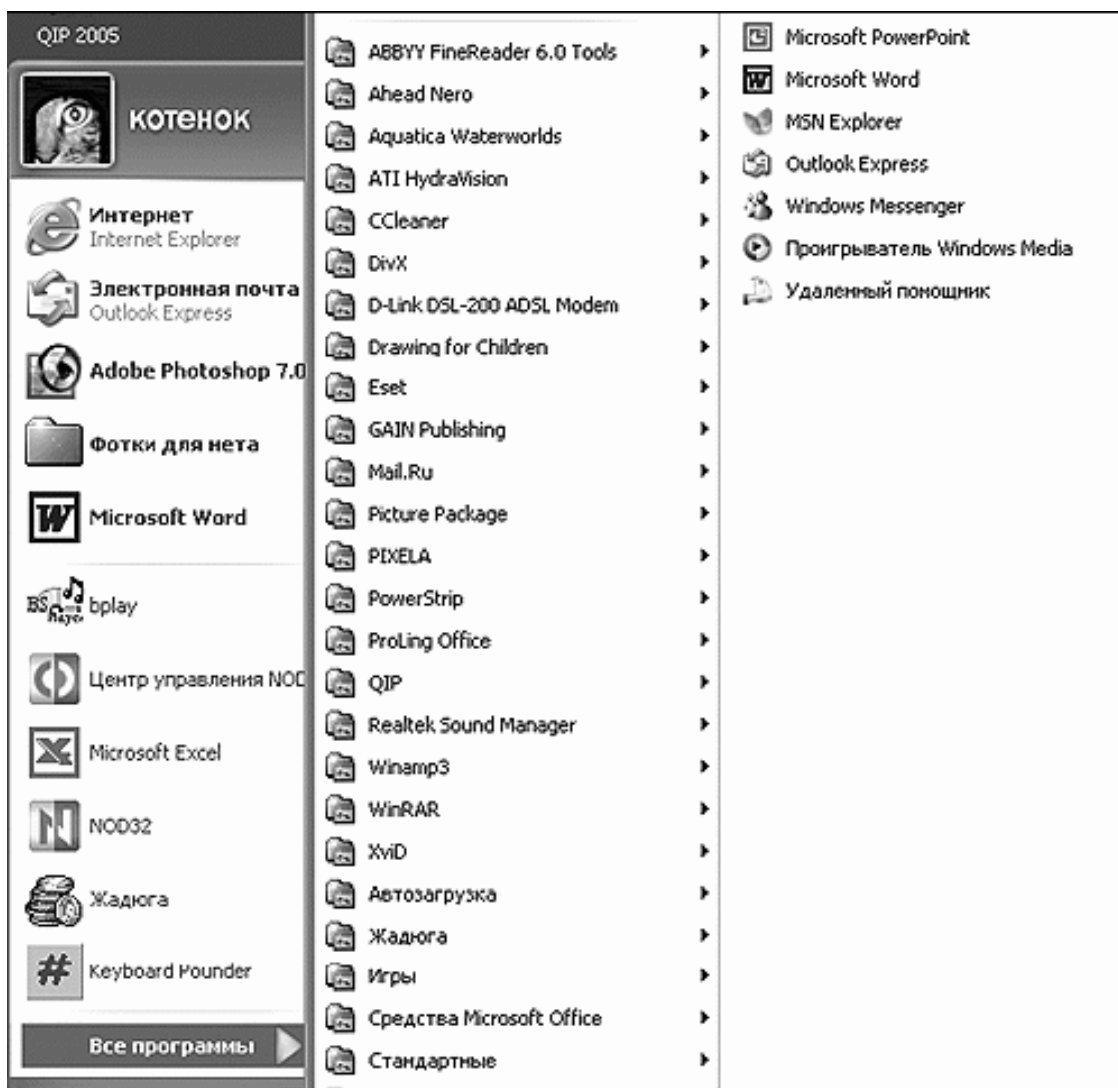 QIP 2005
котенок
Интернет
Internet Explorer
Электронная почта
Outlook Express
Adobe Photoshop 7.0
Фотки для нета
Microsoft Word
BS
Player
bplay
Центр управления NOD
Microsoft Excel
NOD32
Жадюга
Keyboard Pounder
Все программы
ABBYY FineReader 6.0 Tools
Ahead Nero
Aquatica Waterworlds
ATI HydraVision
CCleaner
DivX
D-Link DSL-200 ADSL Modem
Drawing for Children
Eset
GAIN Publishing
Mail.Ru
Picture Package
PIXELA
PowerStrip
ProLing Office
QIP
Realtek Sound Manager
Winamp3
WinRAR
XviD
Автозагрузка
Жадюга
Игры
Средства Microsoft Office
Стандартные
Microsoft PowerPoint
Microsoft Word
MSN Explorer
Outlook Express
Windows Messenger
Проигрыватель Windows Media
Удаленный помощник